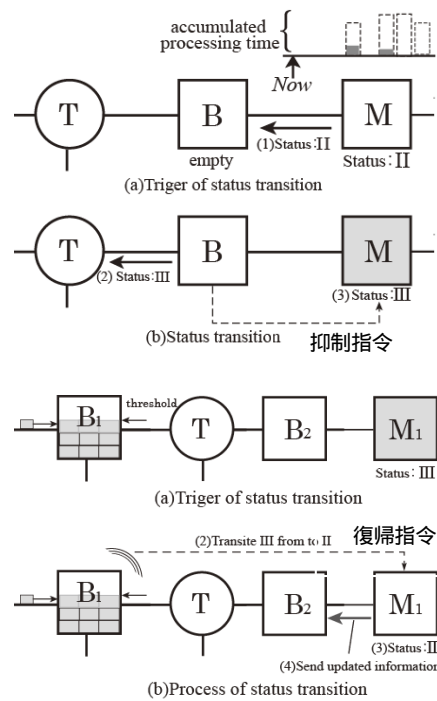 accumulated
processing time
Now
T
B
M
(1)Status:II
empty
Status:II
(a)Triger of status transition
T
B
M
(2) Status:III
(3) Status:III
(b)Status transition
抑制指令
B1
threshold
T
B2
M1
Status: III
(a)Triger of status transition
復帰指令
(2)Transite III from to II
B1
T
B2
M1
(3)Status:II
(4)Send updated information
(b)Process of status transition